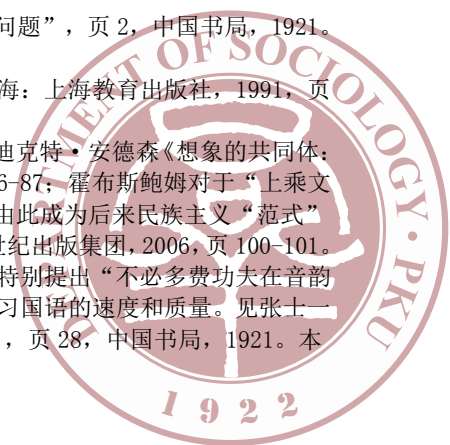 问题”，页 2，中国书局，1921。
海：上海教育出版社，1991，页
迪克特·安德森《想象的共同体：
6-87；霍布斯鲍姆对于“上乘文
由此成为后来民族主义“范式”
世纪出版集团，2006，页 100-101。
特别提出“不必多费功夫在音韵
习国语的速度和质量。见张士一
，页 28，中国书局，1921。本
DEPARTMENT OF SOCIOLOGY · PKU
1922